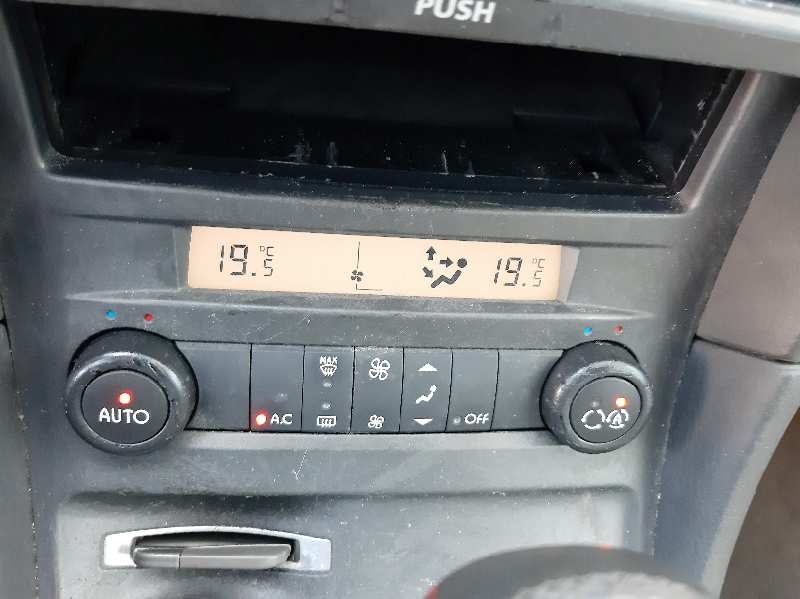 PUSH
19.5 °C
19.5 °C
MAX
AUTO
A.C
OFF
A